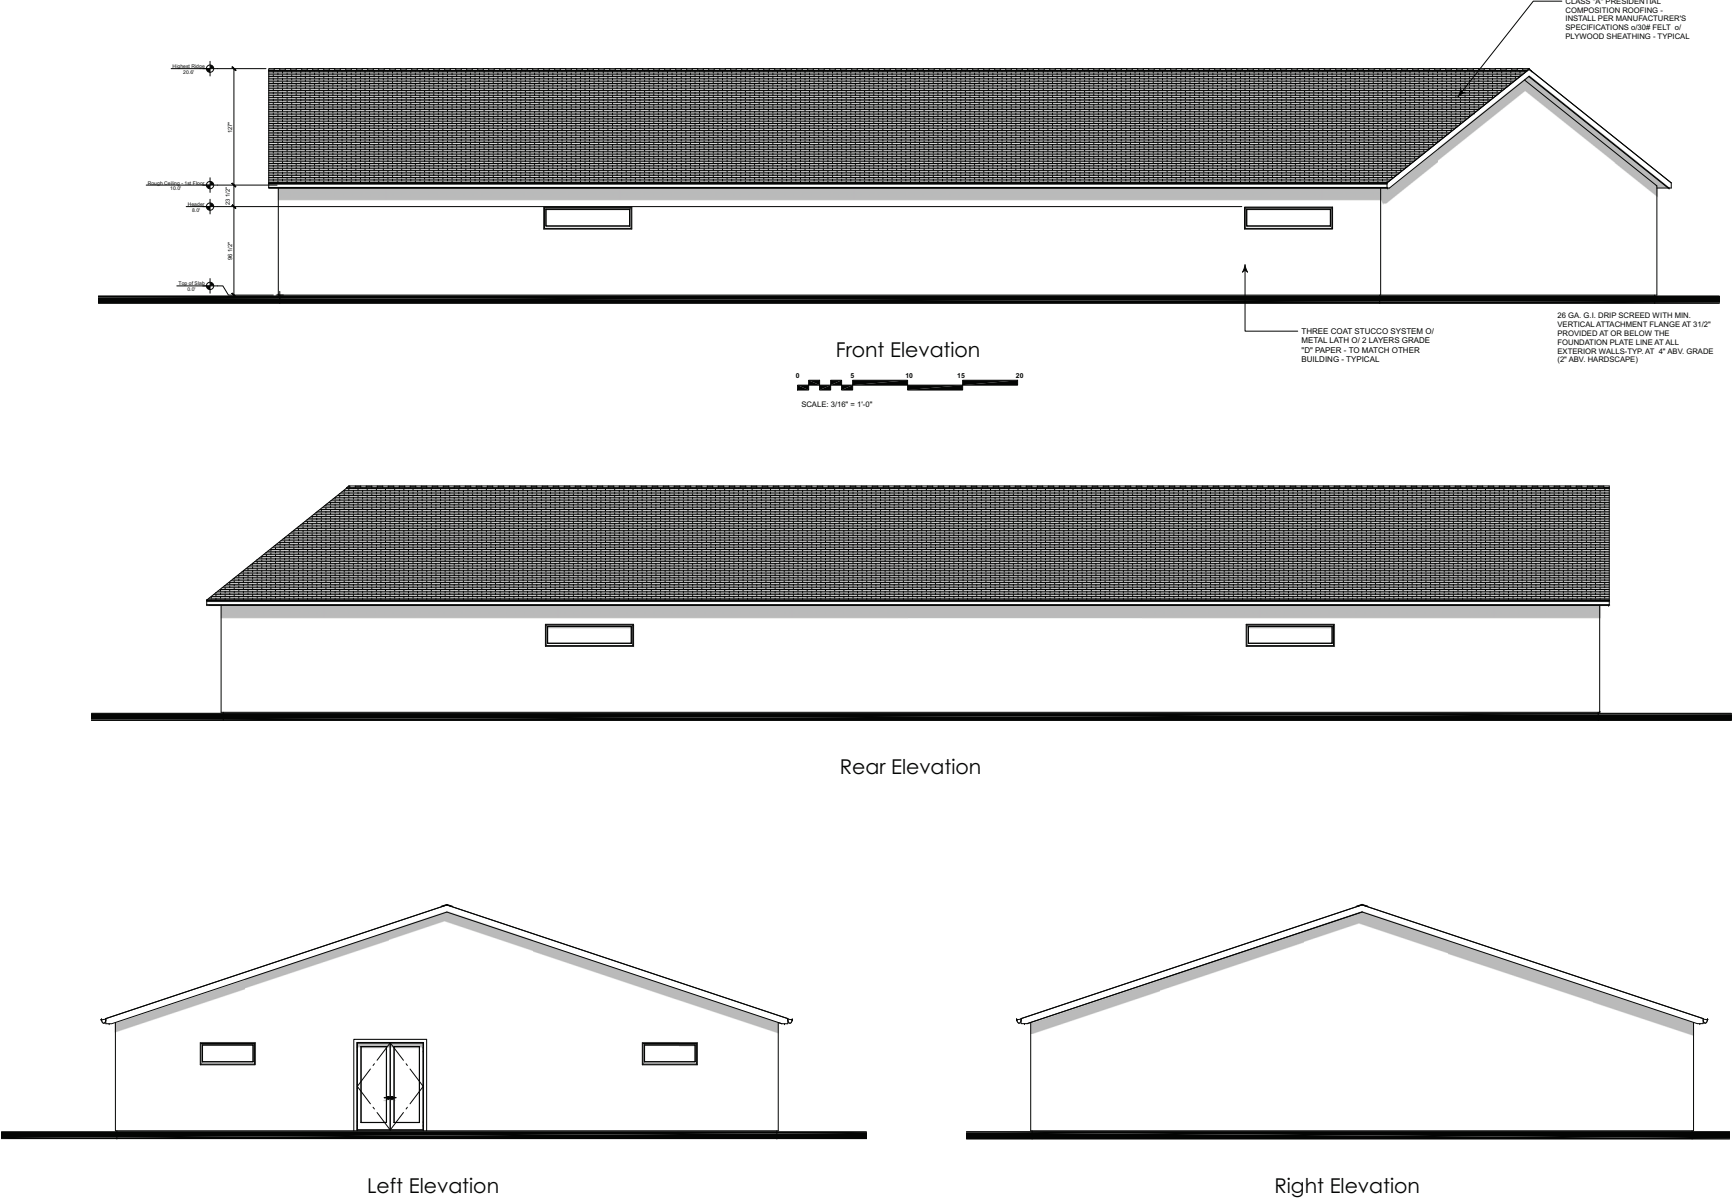 CLASS "A" PRESIDENTIAL
COMPOSITION ROOFING -
INSTALL PER MANUFACTURER'S
SPECIFICATIONS o/30# FELT o/
PLYWOOD SHEATHING - TYPICAL
Highest Ridge
20.6'
127"
Rough Ceiling - 1st Floor
10.0'
23 1/2"
Header
8.0'
96 1/2"
Top of Slab
0.0'
THREE COAT STUCCO SYSTEM O/
METAL LATH O/ 2 LAYERS GRADE
"D" PAPER - TO MATCH OTHER
BUILDING - TYPICAL
26 GA. G.I. DRIP SCREED WITH MIN.
VERTICAL ATTACHMENT FLANGE AT 31/2"
PROVIDED AT OR BELOW THE
FOUNDATION PLATE LINE AT ALL
EXTERIOR WALLS-TYP. AT 4" ABV. GRADE
(2" ABV. HARDSCAPE)
Front Elevation
0 5 10 15 20
SCALE: 3/16" = 1'-0"
Rear Elevation
Left Elevation
Right Elevation